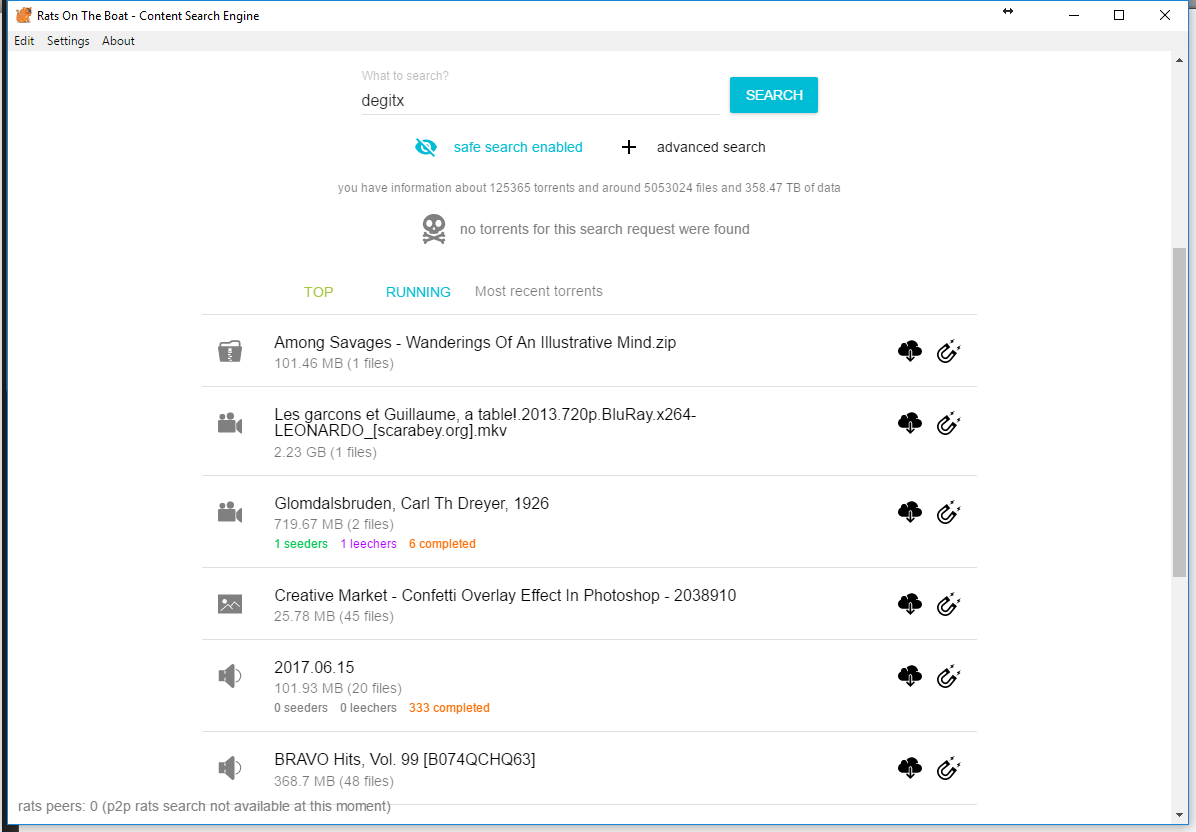 Rats On The Boat - Content Search Engine
Edit Settings About
What to search?
degitx
SEARCH
safe search enabled
advanced search
you have information about 125365 torrents and around 5053024 files and 358.47 TB of data
no torrents for this search request were found
TOP RUNNING Most recent torrents
Among Savages - Wanderings Of An Illustrative Mind.zip
101.46 MB (1 files)
Les garcons et Guillaume, a table!.2013.720p.BluRay.x264-
LEONARDO_[scarabey.org].mkv
2.23 GB (1 files)
Glomdalsbruden, Carl Th Dreyer, 1926
719.67 MB (2 files)
1 seeders 1 leechers 6 completed
Creative Market - Confetti Overlay Effect In Photoshop - 2038910
25.78 MB (45 files)
2017.06.15
101.93 MB (20 files)
0 seeders 0 leechers 333 completed
BRAVO Hits, Vol. 99 [B074QCHQ63]
368.7 MB (48 files)
rats peers: 0 (p2p rats search not available at this moment)